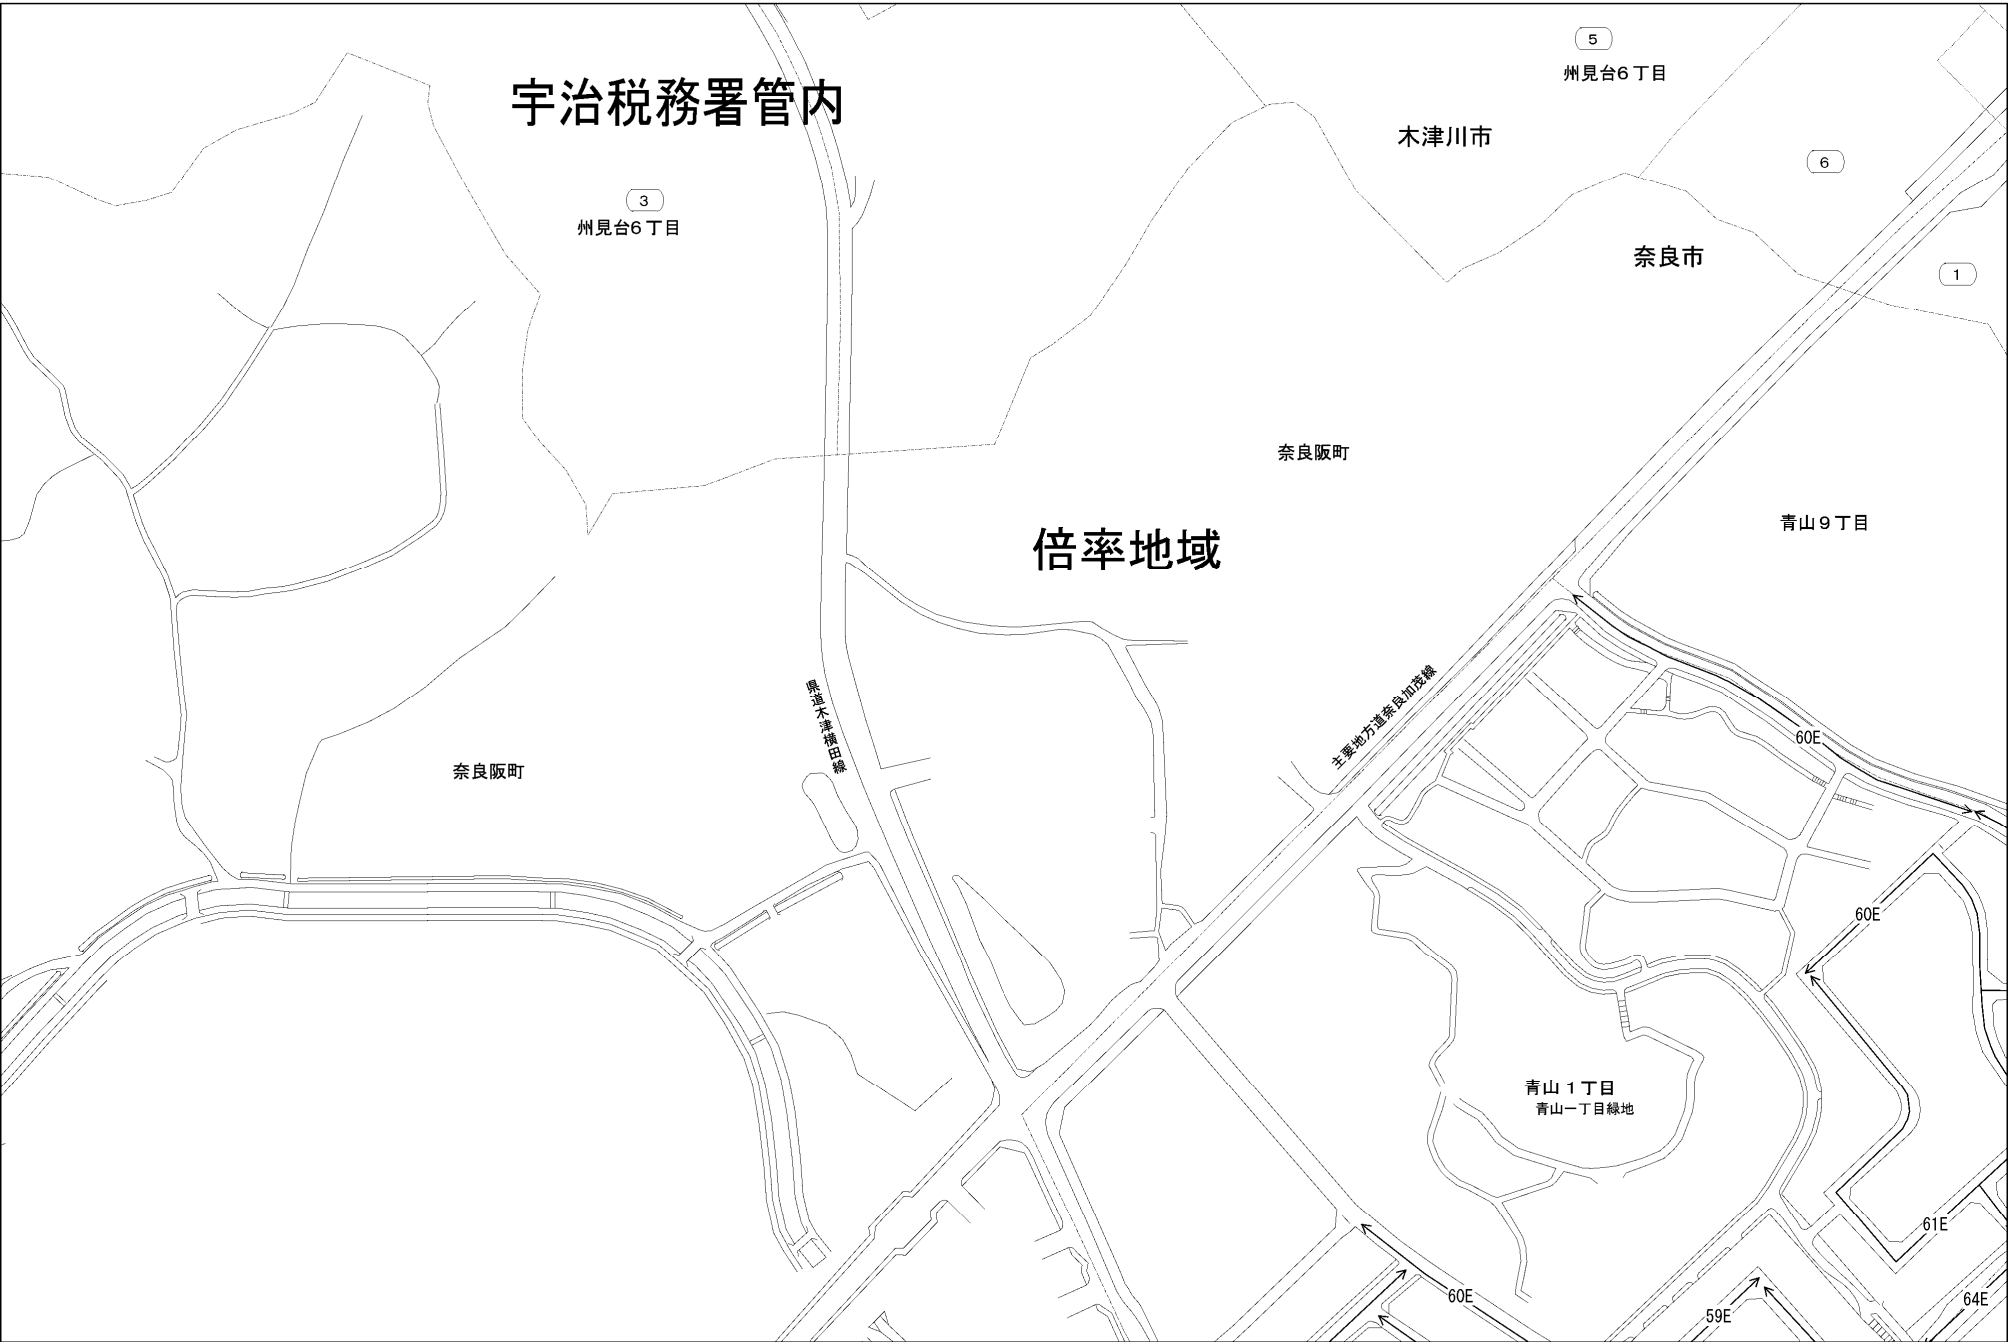 5
州見台6丁目
宇治税務署管内
木津川市
6
3
州見台6丁目
奈良市
1
奈良阪町
青山9丁目
倍率地域
主要地方道奈良加茂線
県道木津横田線
60E
奈良阪町
60E
青山1丁目
青山一丁目緑地
61E
60E
64E
59E